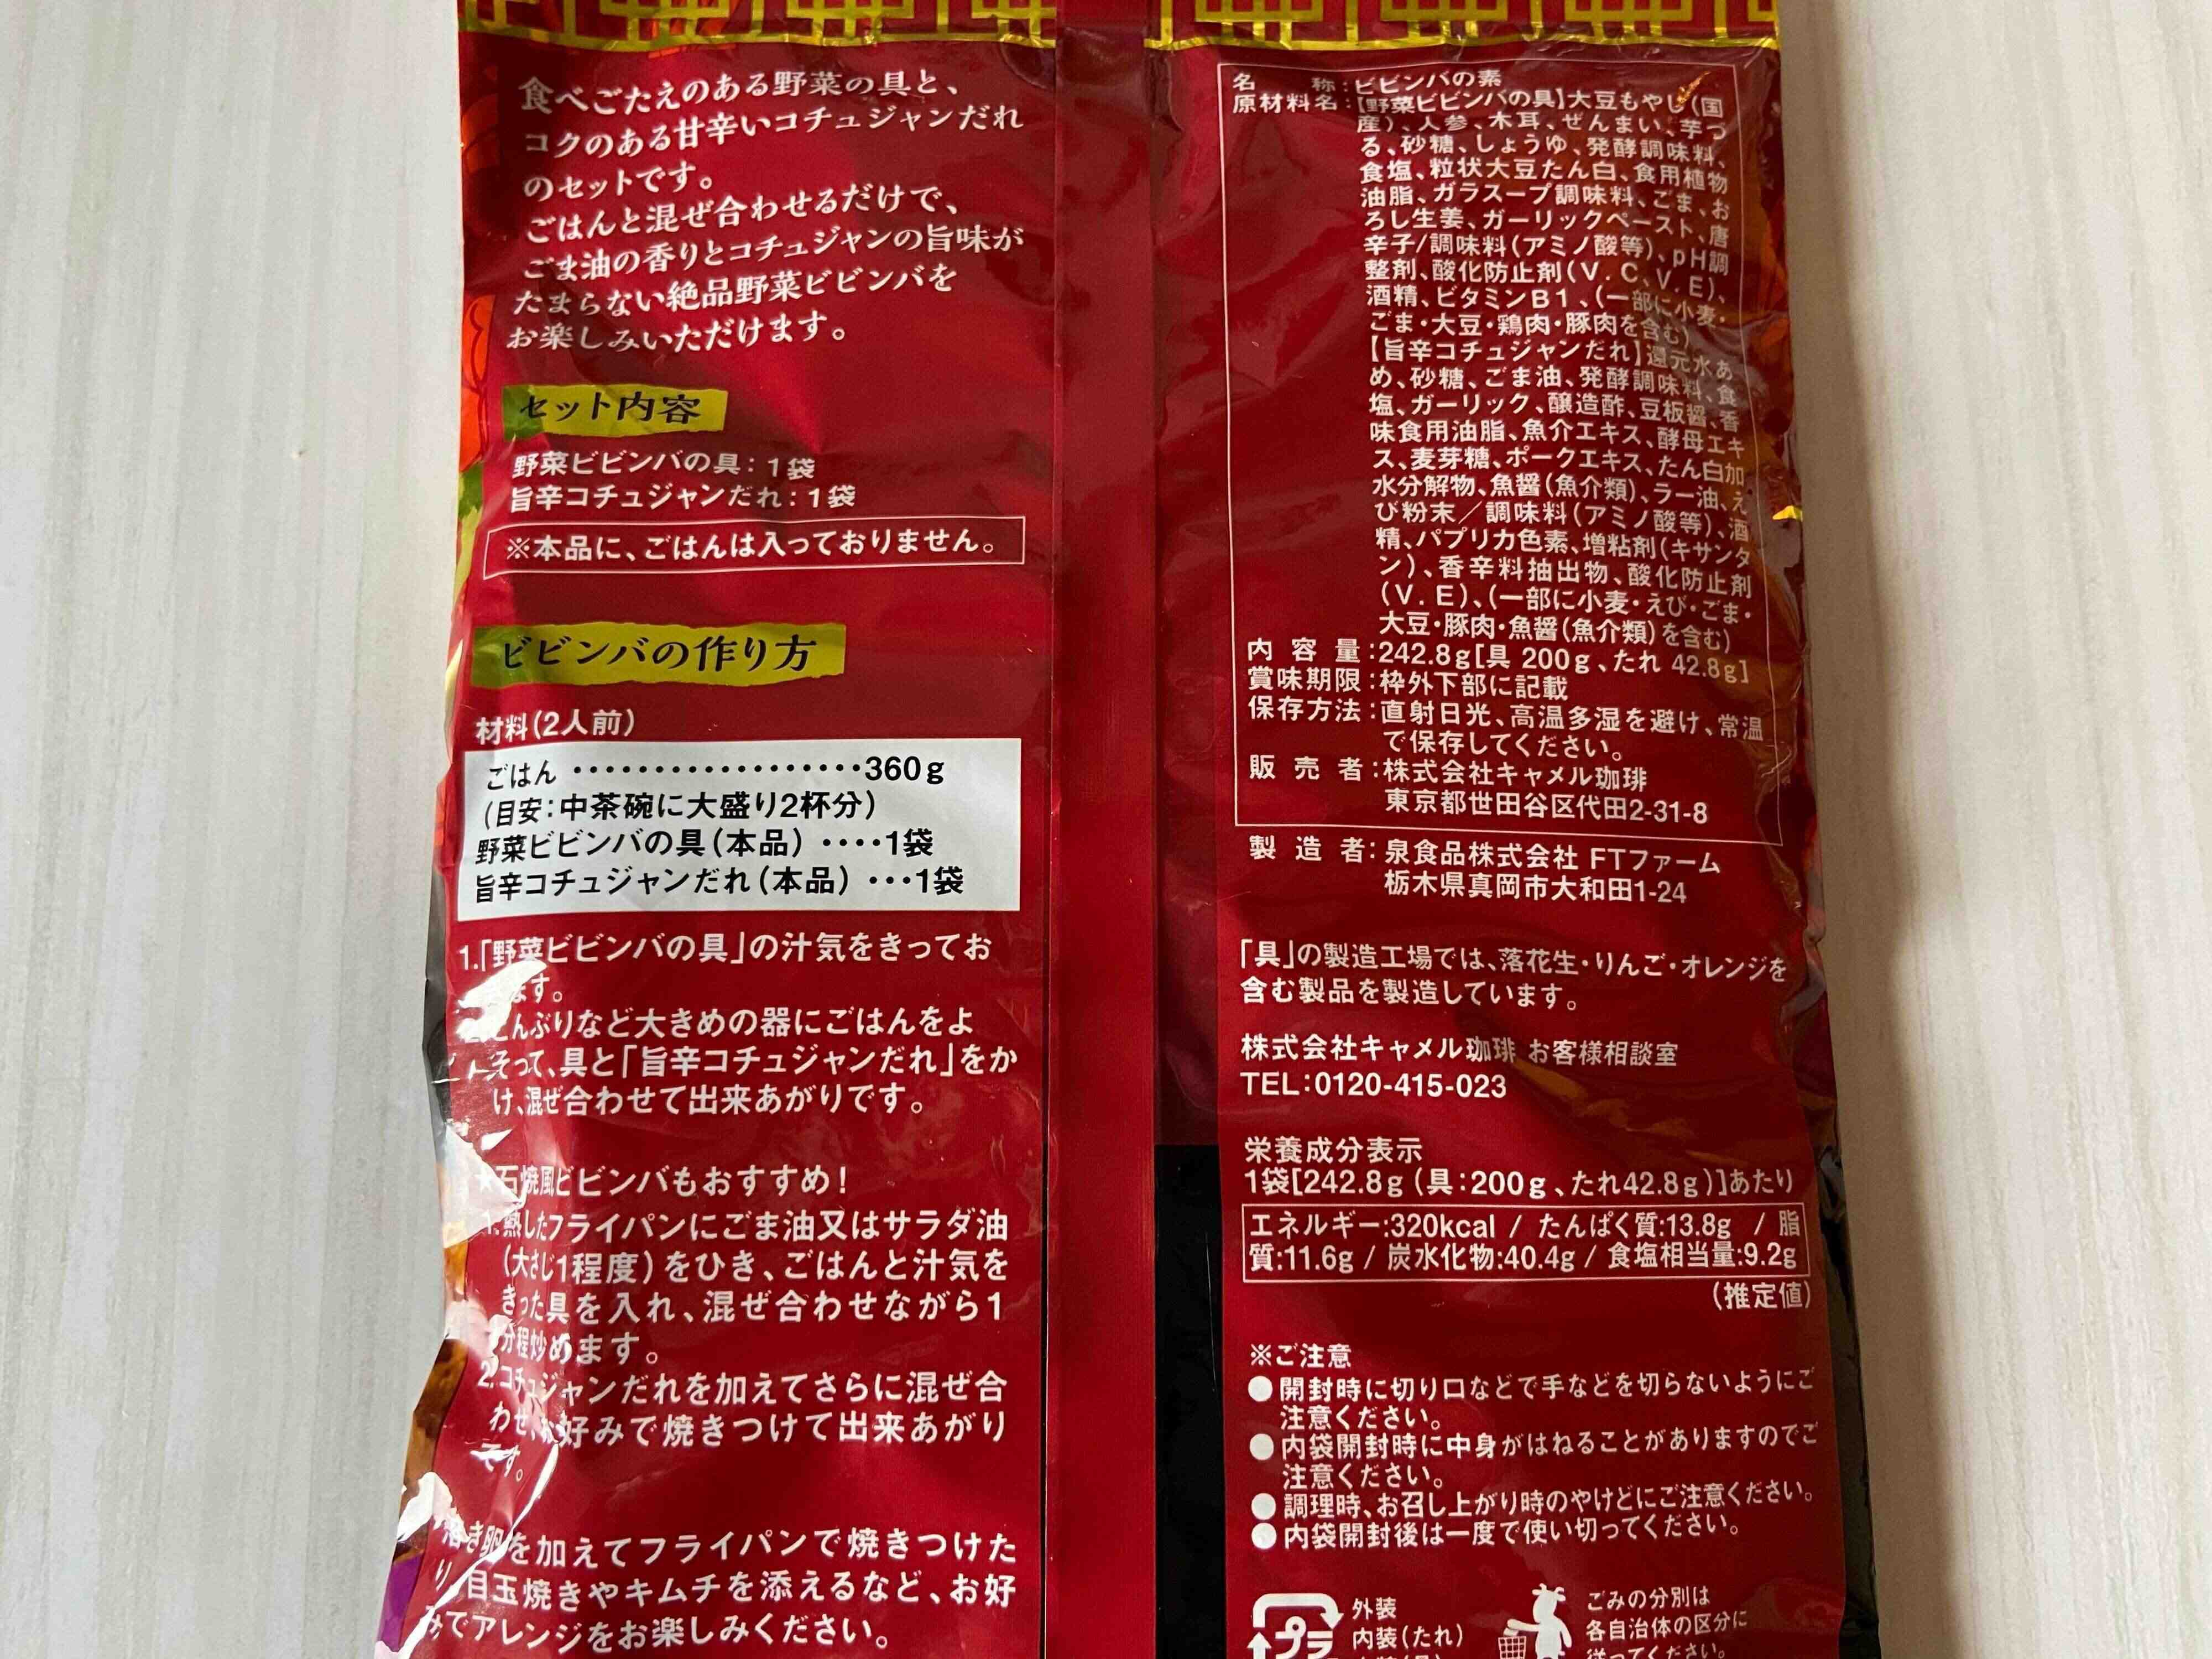 食べごたえのある野菜の具と、
コクのある甘辛いコチュジャンだれ
のセットです。
ごはんと混ぜ合わせるだけで、
ごま油の香りとコチュジャンの旨味が
たまらない絶品野菜ビビンバを
お楽しみいただけます。
セット内容
野菜ビビンバの具:1袋
旨辛コチュジャンだれ:1袋
※本品に、ごはんは入っておりません。
ビビンバの作り方
材料(2人前)
ごはん ‥‥‥‥‥‥‥‥‥360g
(目安:中茶碗に大盛り2杯分)
野菜ビビンバの具(本品)‥‥1袋
旨辛コチュジャンだれ(本品)‥・1袋
1.「野菜ビビンバの具」の汁気をきってお
ます。
どんぶりなど大きめの器にごはんをよ
そって、具と「旨辛コチュジャンだれ」をか
け、混ぜ合わせて出来あがりです。
★石焼風ビビンバもおすすめ!
1.熱したフライパンにごま油又はサラダ油
(大さじ1程度)をひき、ごはんと汁気を
きった具を入れ、混ぜ合わせながら1
分程炒めます。
2.コチュジャンだれを加えてさらに混ぜ合
わせ、お好みで焼きつけて出来あがり
です。
溶き卵を加えてフライパンで焼きつけた
り、目玉焼きやキムチを添えるなど、お好
みでアレンジをお楽しみください。
名称:ビビンバの素
原材料名:【野菜ビビンバの具】大豆もやし(国
産)、人参、木耳、ぜんまい、芋つ
る、砂糖、しょうゆ、発酵調味料、
食塩、粒状大豆たん白、食用植物
油脂、ガラスープ調味料、ごま、お
ろし生姜、ガーリックペースト、唐
辛子/調味料(アミノ酸等)、pH調
整剤、酸化防止剤(V.C、V.E)、
酒精、ビタミンB1、(一部に小麦・
ごま・大豆・鶏肉・豚肉を含む)
【旨辛コチュジャンだれ】還元水あ
め、砂糖、ごま油、発酵調味料、食
塩、ガーリック、醸造酢、豆板醤、香
味食用油脂、魚介エキス、酵母エキ
ス、麦芽糖、ポークエキス、たん白加
水分解物、魚醤(魚介類)、ラー油、え
び粉末/調味料(アミノ酸等)、酒
精、パプリカ色素、増粘剤(キサンタ
ン)、香辛料抽出物、酸化防止剤
(V.E)、(一部に小麦・えび・ごま・
大豆・豚肉・魚醤(魚介類)を含む)
内容量:242.8g[具 200g、たれ 42.8g]
賞味期限:枠外下部に記載
保存方法:直射日光、高温多湿を避け、常温
で保存してください。
販売者:株式会社キャメル珈琲
東京都世田谷区代田2-31-8
製造者:泉食品株式会社 FTファーム
栃木県真岡市大和田1-24
「具」の製造工場では、落花生・りんご・オレンジを
含む製品を製造しています。
株式会社キャメル珈琲 お客様相談室
TEL:0120-415-023
栄養成分表示
1袋[242.8g(具:200g、たれ42.8g)]あたり
エネルギー:320kcal / たんぱく質:13.8g / 脂
質:11.6g / 炭水化物:40.4g / 食塩相当量:9.2g
(推定値)
※ご注意
●開封時に切り口などで手などを切らないようにご
注意ください。
●内袋開封時に中身がはねることがありますのでご
注意ください。
●調理時、お召し上がり時のやけどにご注意ください。
●内袋開封後は一度で使い切ってください。
プラ
外装
内装(たれ)
ごみの分別は
各自治体の区分に
従ってください。